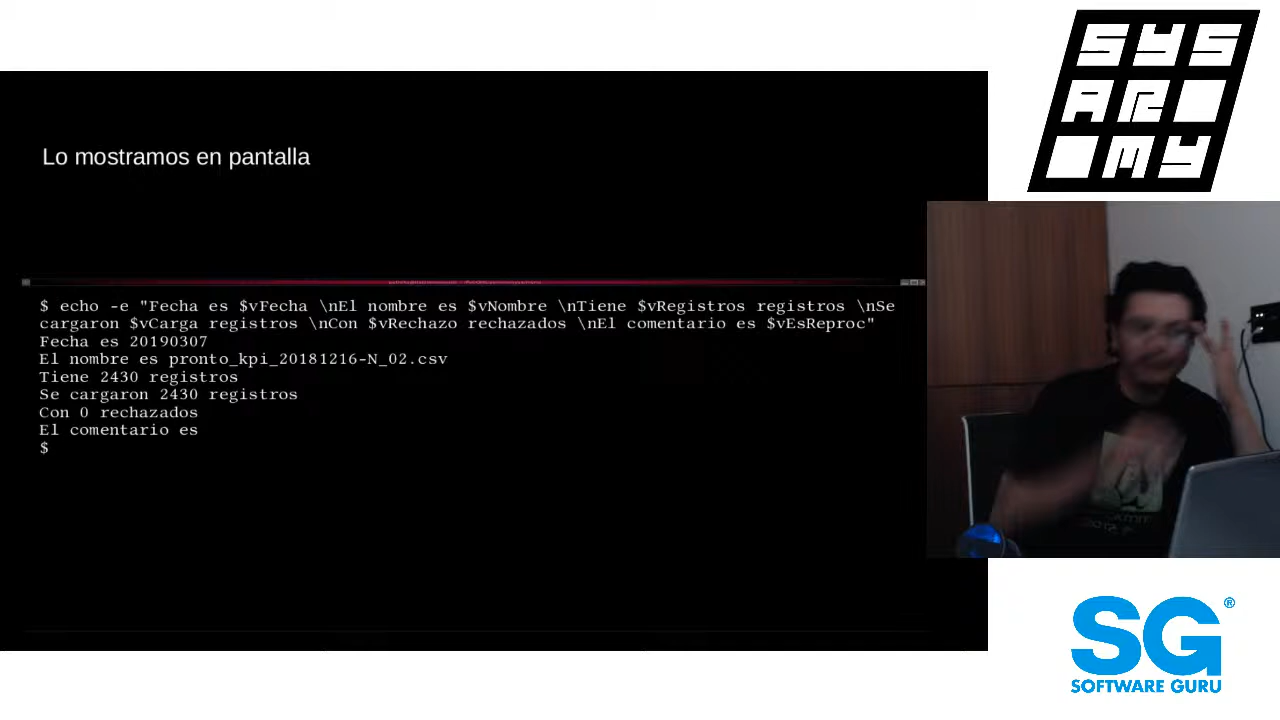 SYS
AR
MY
Lo mostramos en pantalla
$ echo -e "Fecha es $vFecha \nEl nombre es $vNombre \nTiene $vRegistros registros \nSe
cargaron $vCarga registros \nCon $vRechazo rechazados \nEl comentario es $vEsReproc"
Fecha es 20190307
El nombre es pronto_kpi_20181216-N_02.csv
Tiene 2430 registros
Se cargaron 2430 registros
Con 0 rechazados
El comentario es
$
SG®
SOFTWARE GURU